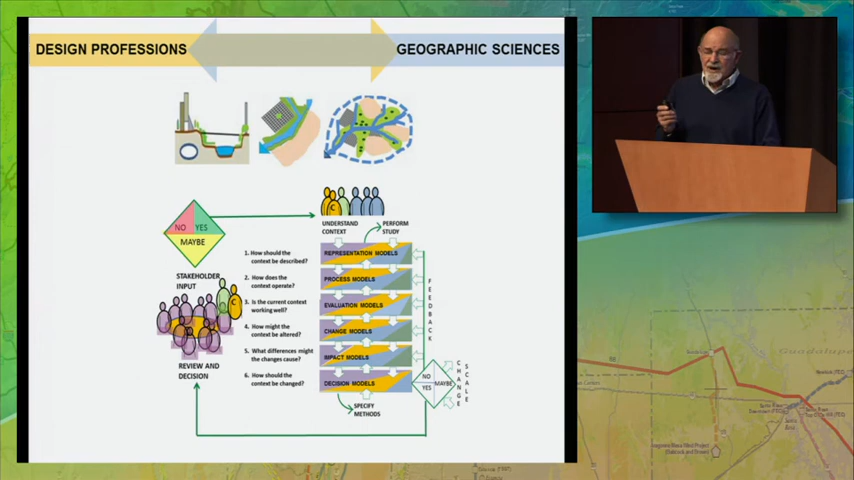 DESIGN PROFESSIONS
GEOGRAPHIC SCIENCES
NO YES
MAYBE
STAKEHOLDER
INPUT
C
REVIEW AND
DECISION
C
UNDERSTAND
CONTEXT
PERFORM
STUDY
1. How should the
context be described?
2. How does the
context operate?
3. Is the current context
working well?
4. How might the
context be altered?
5. What differences might
the changes cause?
6. How should the
context be changed?
REPRESENTATION MODELS
PROCESS MODELS
EVALUATION MODELS
CHANGE MODELS
IMPACT MODELS
DECISION MODELS
SPECIFY
METHODS
FEEDBACK
NO
YES
MAYBE
CHANGE
SCALE